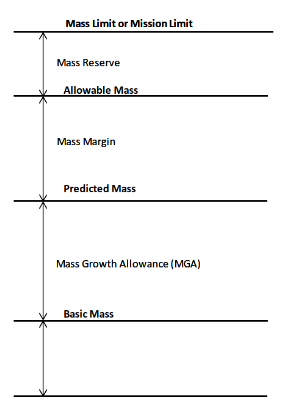 Mass Limit or Mission Limit
Mass Reserve
Allowable Mass
Mass Margin
Predicted Mass
Mass Growth Allowance (MGA)
Basic Mass